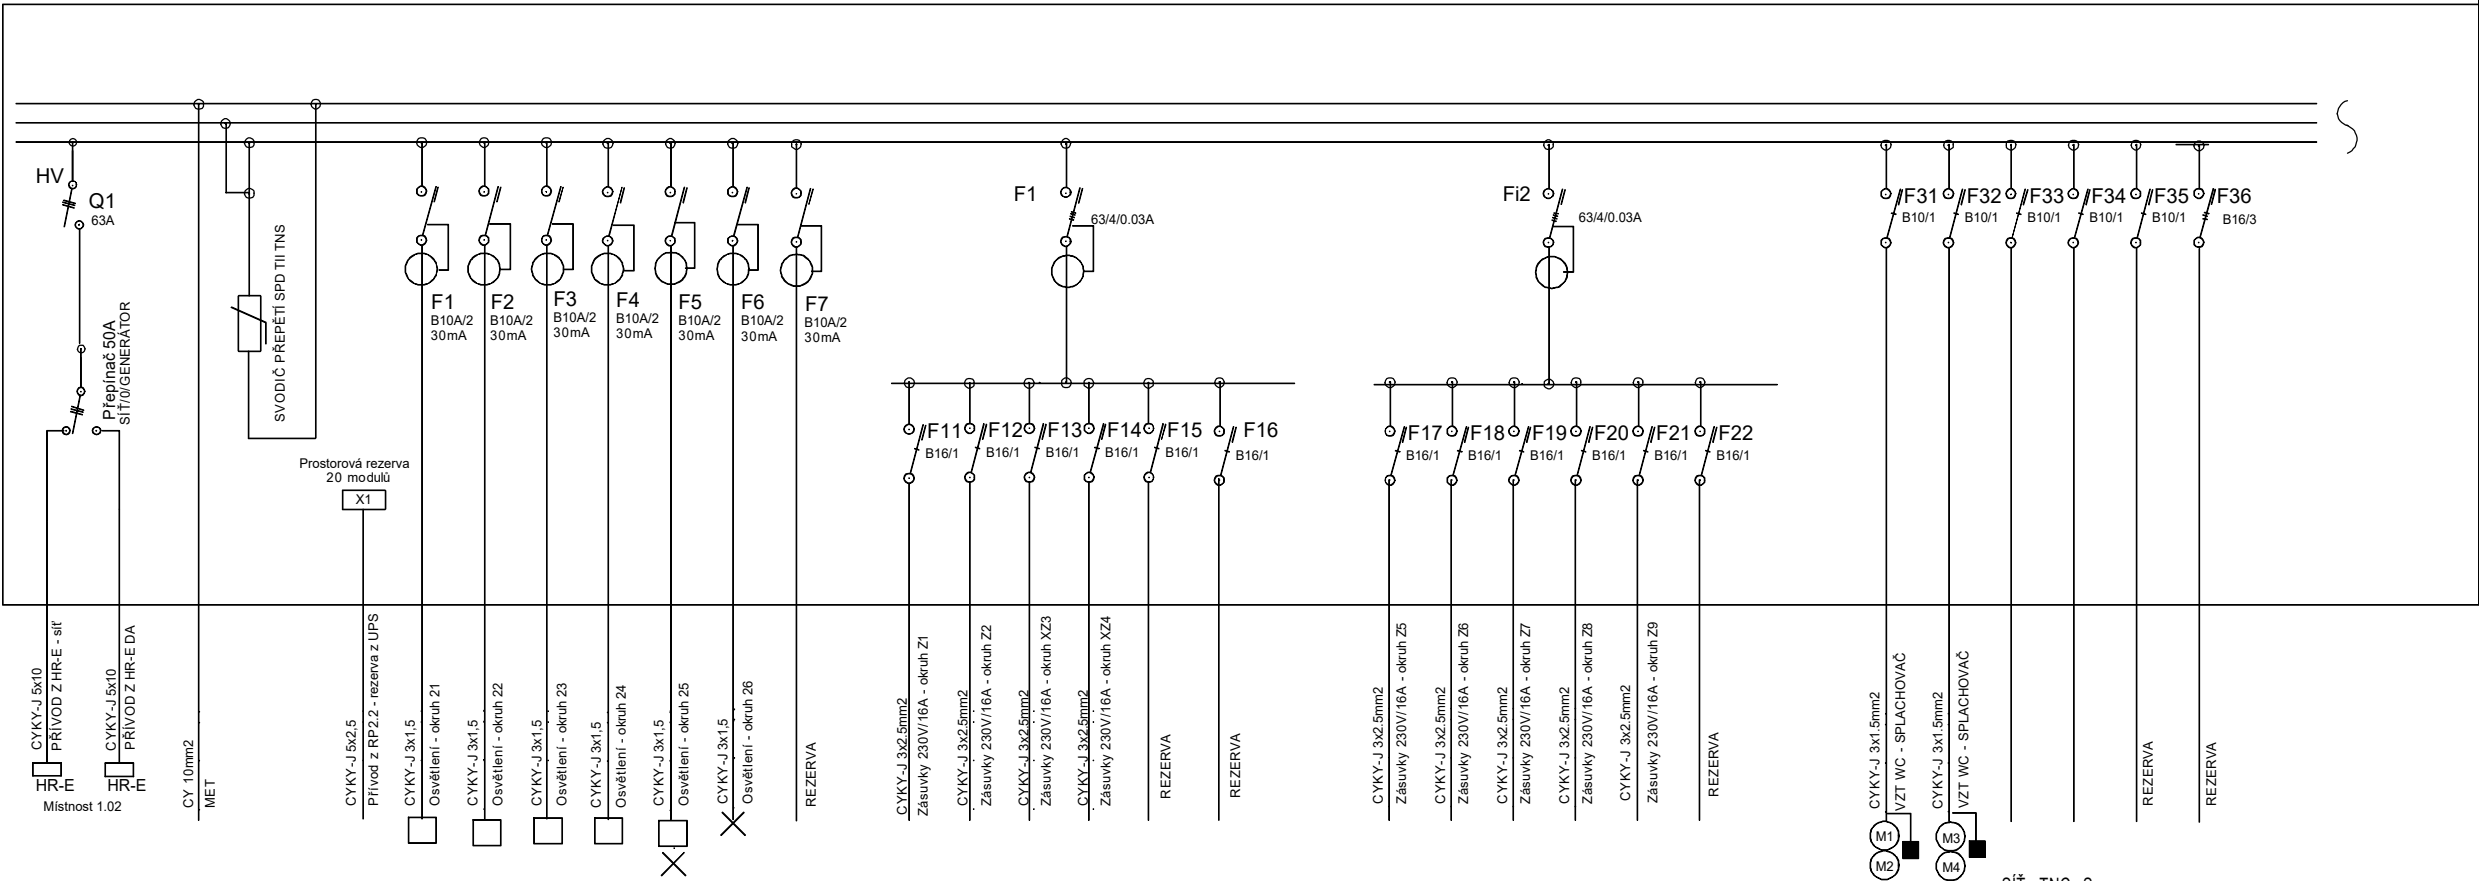 HV
Q1
63A
Přepínač 50A
SÍŤ/0/GENERÁTOR
SVODIČ PŘEPĚTÍ SPD TII TNS
Prostorová rezerva
20 modulů
X1
F1
B10A/2
30mA
F2
B10A/2
30mA
F3
B10A/2
30mA
F4
B10A/2
30mA
F5
B10A/2
30mA
F6
B10A/2
30mA
F7
B10A/2
30mA
F1
63/4/0.03A
F11
B16/1
F12
B16/1
F13
B16/1
F14
B16/1
F15
B16/1
F16
B16/1
Fi2
63/4/0.03A
F17
B16/1
F18
B16/1
F19
B16/1
F20
B16/1
F21
B16/1
F22
B16/1
F31
B10/1
F32
B10/1
F33
B10/1
F34
B10/1
F35
B10/1
F36
B16/3
CYKY-J 5x10
PŘÍVOD Z HR-E - síť
HR-E
CYKY-J 5x10
PŘÍVOD Z HR-E DA
HR-E
Místnost 1.02
CY 10mm2
MET
CYKY-J 5x2,5
Přívod z RP2.2 - rezerva z UPS
CYKY-J 3x1,5
Osvětlení - okruh 21
CYKY-J 3x1,5
Osvětlení - okruh 22
CYKY-J 3x1,5
Osvětlení - okruh 23
CYKY-J 3x1,5
Osvětlení - okruh 24
CYKY-J 3x1,5
Osvětlení - okruh 25
CYKY-J 3x1,5
Osvětlení - okruh 26
REZERVA
CYKY-J 3x2.5mm2
Zásuvky 230V/16A - okruh Z1
CYKY-J 3x2.5mm2
Zásuvky 230V/16A - okruh Z2
CYKY-J 3x2.5mm2
Zásuvky 230V/16A - okruh XZ3
CYKY-J 3x2.5mm2
Zásuvky 230V/16A - okruh XZ4
REZERVA
REZERVA
CYKY-J 3x2.5mm2
Zásuvky 230V/16A - okruh Z5
CYKY-J 3x2.5mm2
Zásuvky 230V/16A - okruh Z6
CYKY-J 3x2.5mm2
Zásuvky 230V/16A - okruh Z7
CYKY-J 3x2.5mm2
Zásuvky 230V/16A - okruh Z8
CYKY-J 3x2.5mm2
Zásuvky 230V/16A - okruh Z9
REZERVA
CYKY-J 3x1.5mm2
VZT WC - SPLACHOVAČ
M1
M2
CYKY-J 3x1.5mm2
VZT WC - SPLACHOVAČ
M3
M4
REZERVA
REZERVA